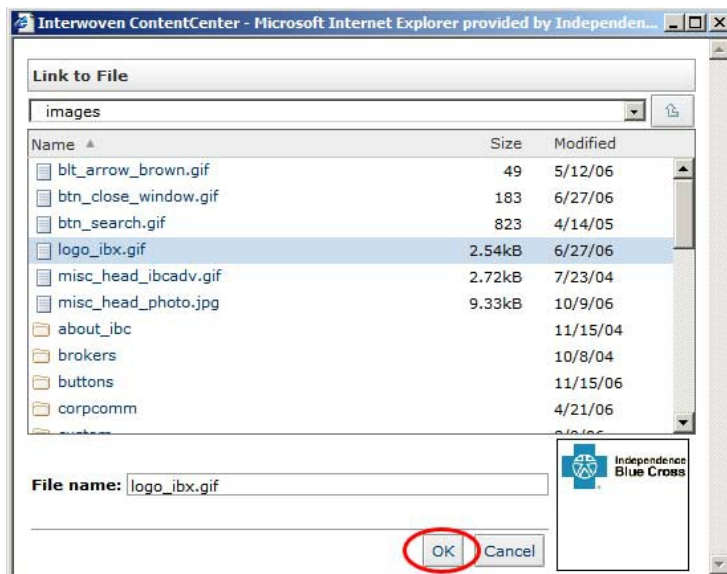 Interwoven ContentCenter - Microsoft Internet Explorer provided by Independen...
Link to File
images
Name Size Modified
blt_arrow_brown.gif 49 5/12/06
btn_close_window.gif 183 6/27/06
btn_search.gif 823 4/14/05
logo_ibx.gif 2.54kB 6/27/06
misc_head_ibcadv.gif 2.72kB 7/23/04
misc_head_photo.jpg 9.33kB 10/9/06
about_ibc 11/15/04
brokers 10/8/04
buttons 11/15/06
corpcomm 4/21/06
File name: logo_ibx.gif
Independence
Blue Cross
OK Cancel